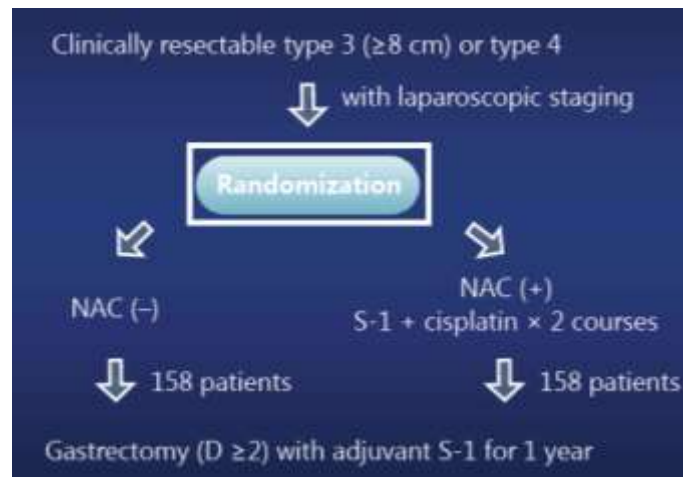 Clinically resectable type 3 (≥8 cm) or type 4
with laparoscopic staging
Randomization
NAC (–)
NAC (+)
S-1 + cisplatin × 2 courses
158 patients
158 patients
Gastrectomy (D ≥2) with adjuvant S-1 for 1 year